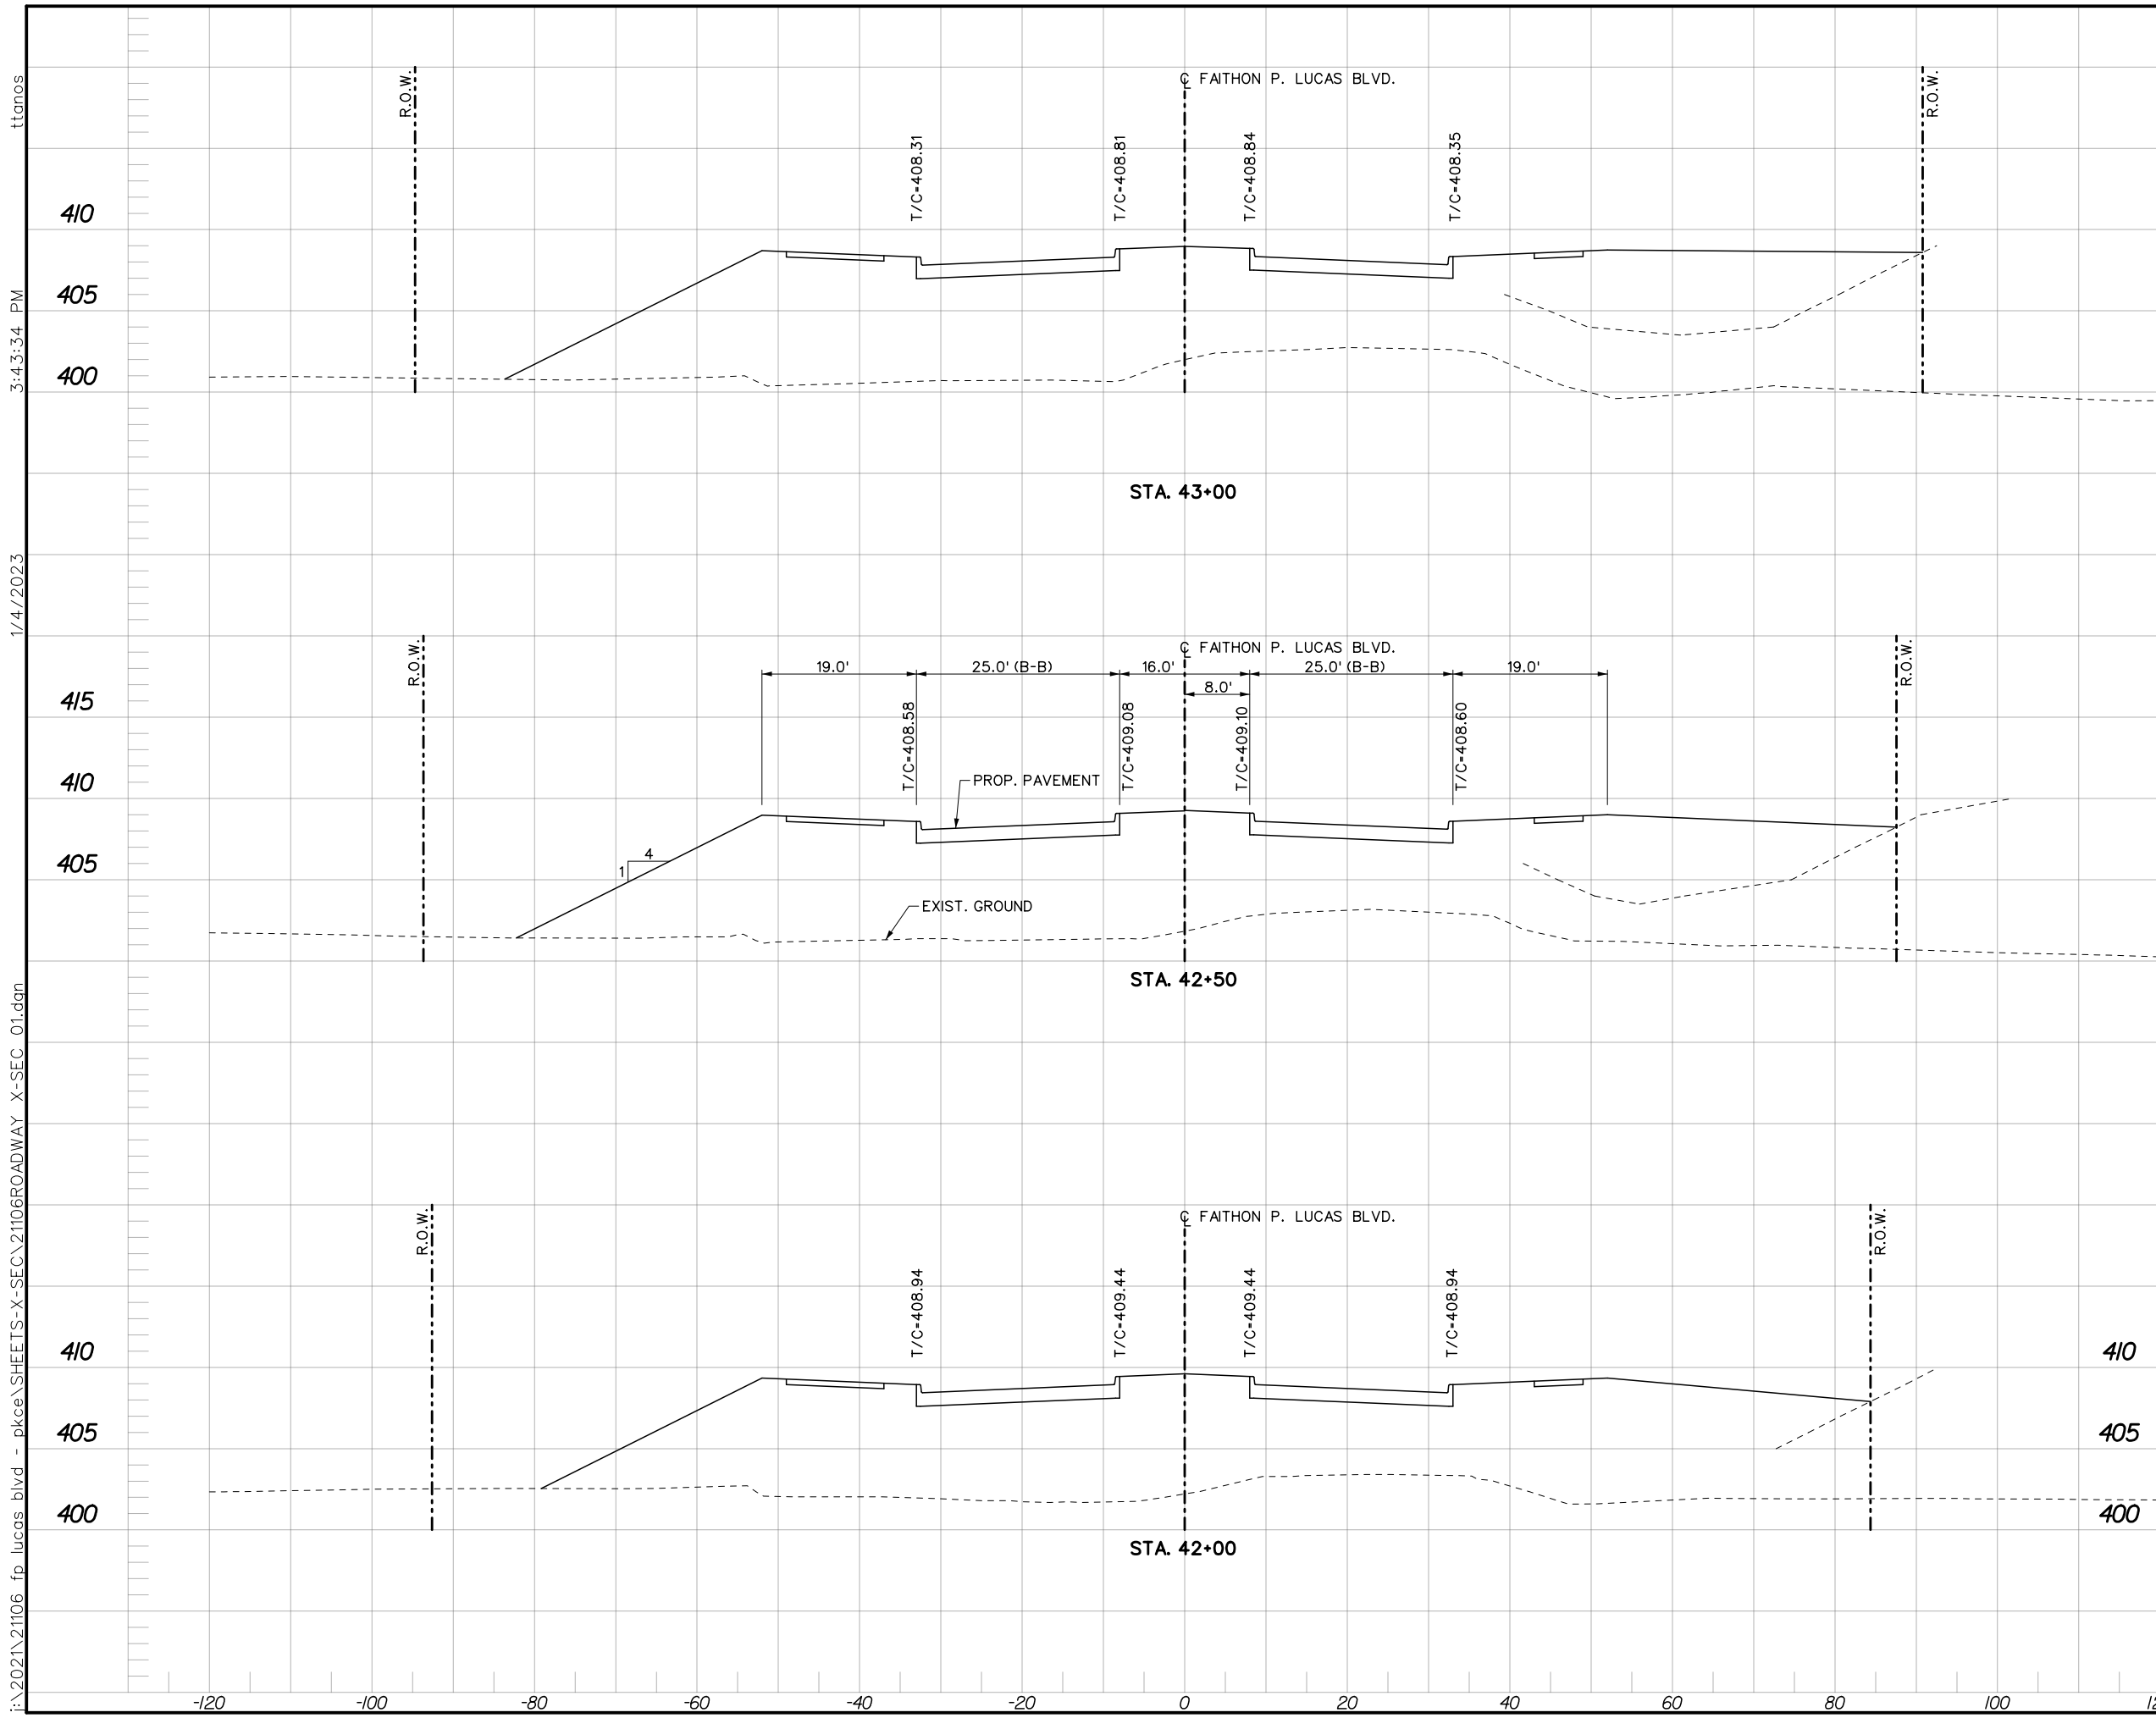 ttanos
3:43:34 PM
1/4/2023
j:\2021\21106 fp lucas blvd - pkce\SHEETS-X-SEC\21106ROADWAY X-SEC 01.dgn
R.O.W.
℄ FAITHON P. LUCAS BLVD.
R.O.W.
T/C=408.31
T/C=408.81
T/C=408.84
T/C=408.35
410
405
400
STA. 43+00
R.O.W.
℄ FAITHON P. LUCAS BLVD.
R.O.W.
19.0'
25.0' (B-B)
16.0'
25.0' (B-B)
19.0'
8.0'
415
T/C=408.58
T/C=409.08
T/C=409.10
T/C=408.60
410
PROP. PAVEMENT
405
4
1
EXIST. GROUND
STA. 42+50
R.O.W.
℄ FAITHON P. LUCAS BLVD.
R.O.W.
T/C=408.94
T/C=409.44
T/C=409.44
T/C=408.94
410 410
405 405
400 400
STA. 42+00
-120 -100 -80 -60 -40 -20 0 20 40 60 80 100